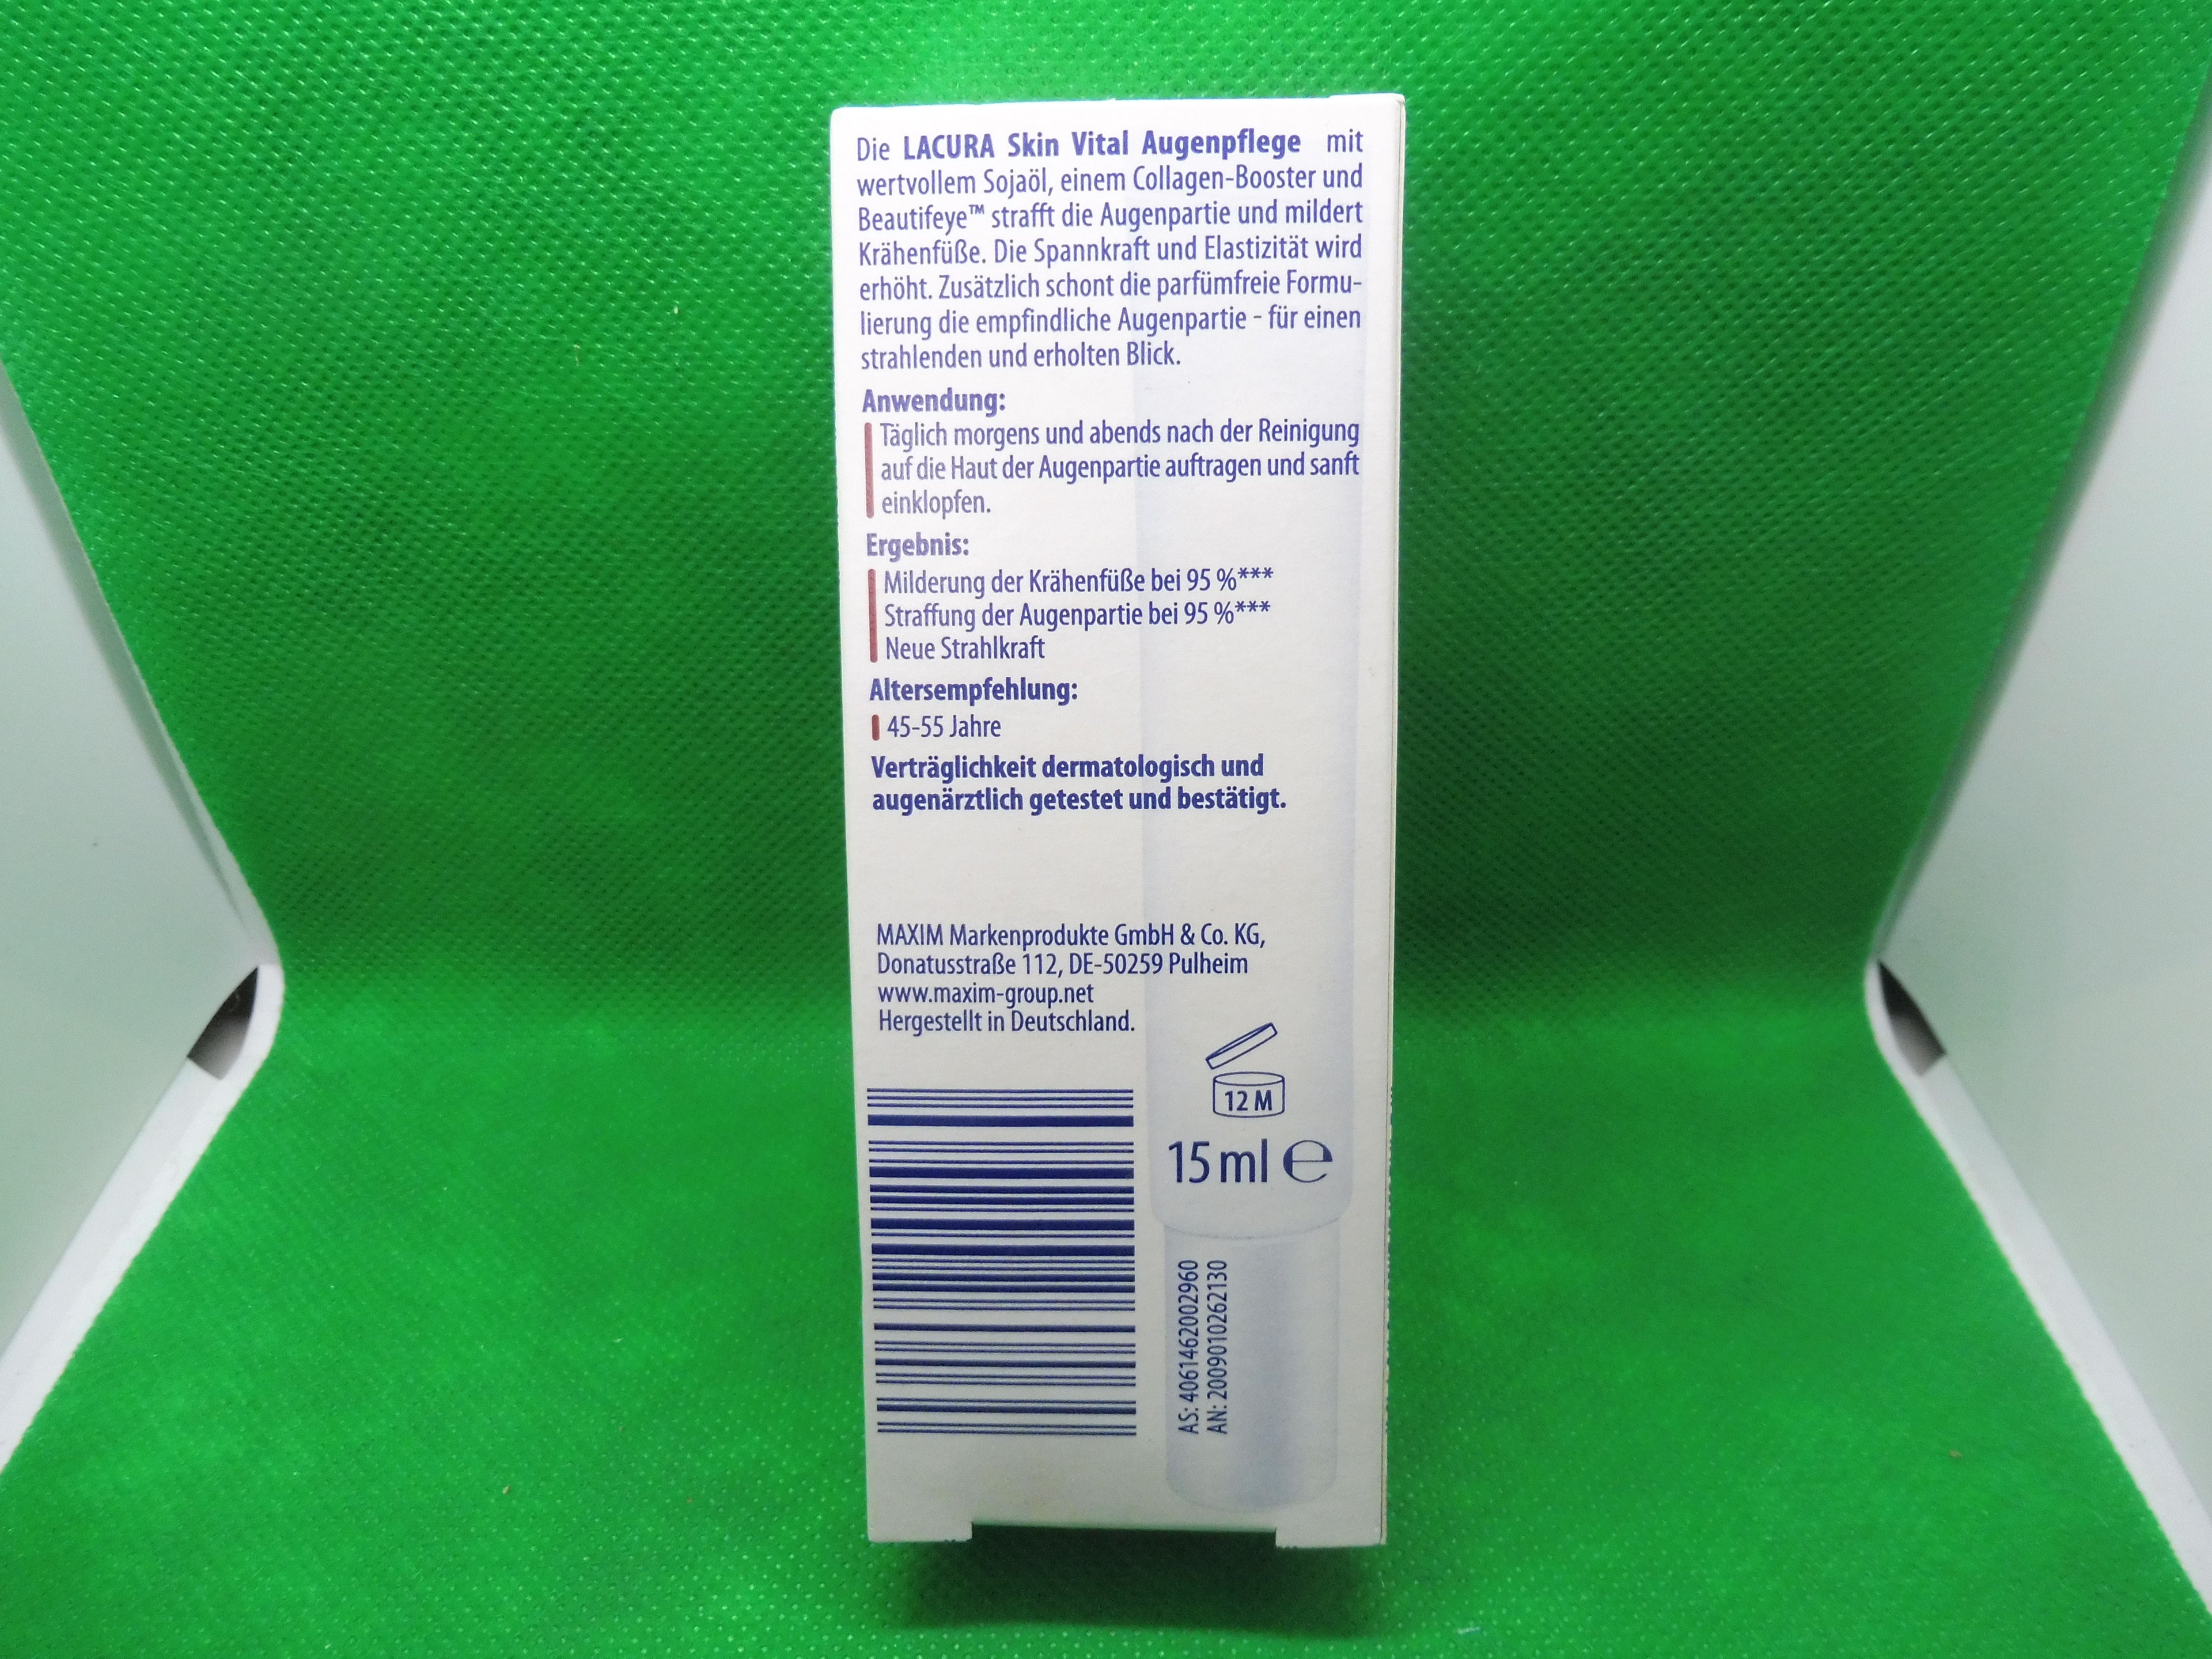 Die LACURA Skin Vital Augenpflege mit
wertvollem Sojaöl, einem Collagen-Booster und
Beautifeye™ strafft die Augenpartie und mildert
Krähenfüße. Die Spannkraft und Elastizität wird
erhöht. Zusätzlich schont die parfümfreie Formu-
lierung die empfindliche Augenpartie - für einen
strahlenden und erholten Blick.
Anwendung:
Täglich morgens und abends nach der Reinigung
auf die Haut der Augenpartie auftragen und sanft
einklopfen.
Ergebnis:
Milderung der Krähenfüße bei 95 %***
Straffung der Augenpartie bei 95 %***
Neue Strahlkraft
Altersempfehlung:
45-55 Jahre
Verträglichkeit dermatologisch und
augenärztlich getestet und bestätigt.
MAXIM Markenprodukte GmbH & Co. KG,
Donatusstraße 112, DE-50259 Pulheim
www.maxim-group.net
Hergestellt in Deutschland.
12 M
15 ml ℮
AS: 4061462002960
AN: 2009010262130